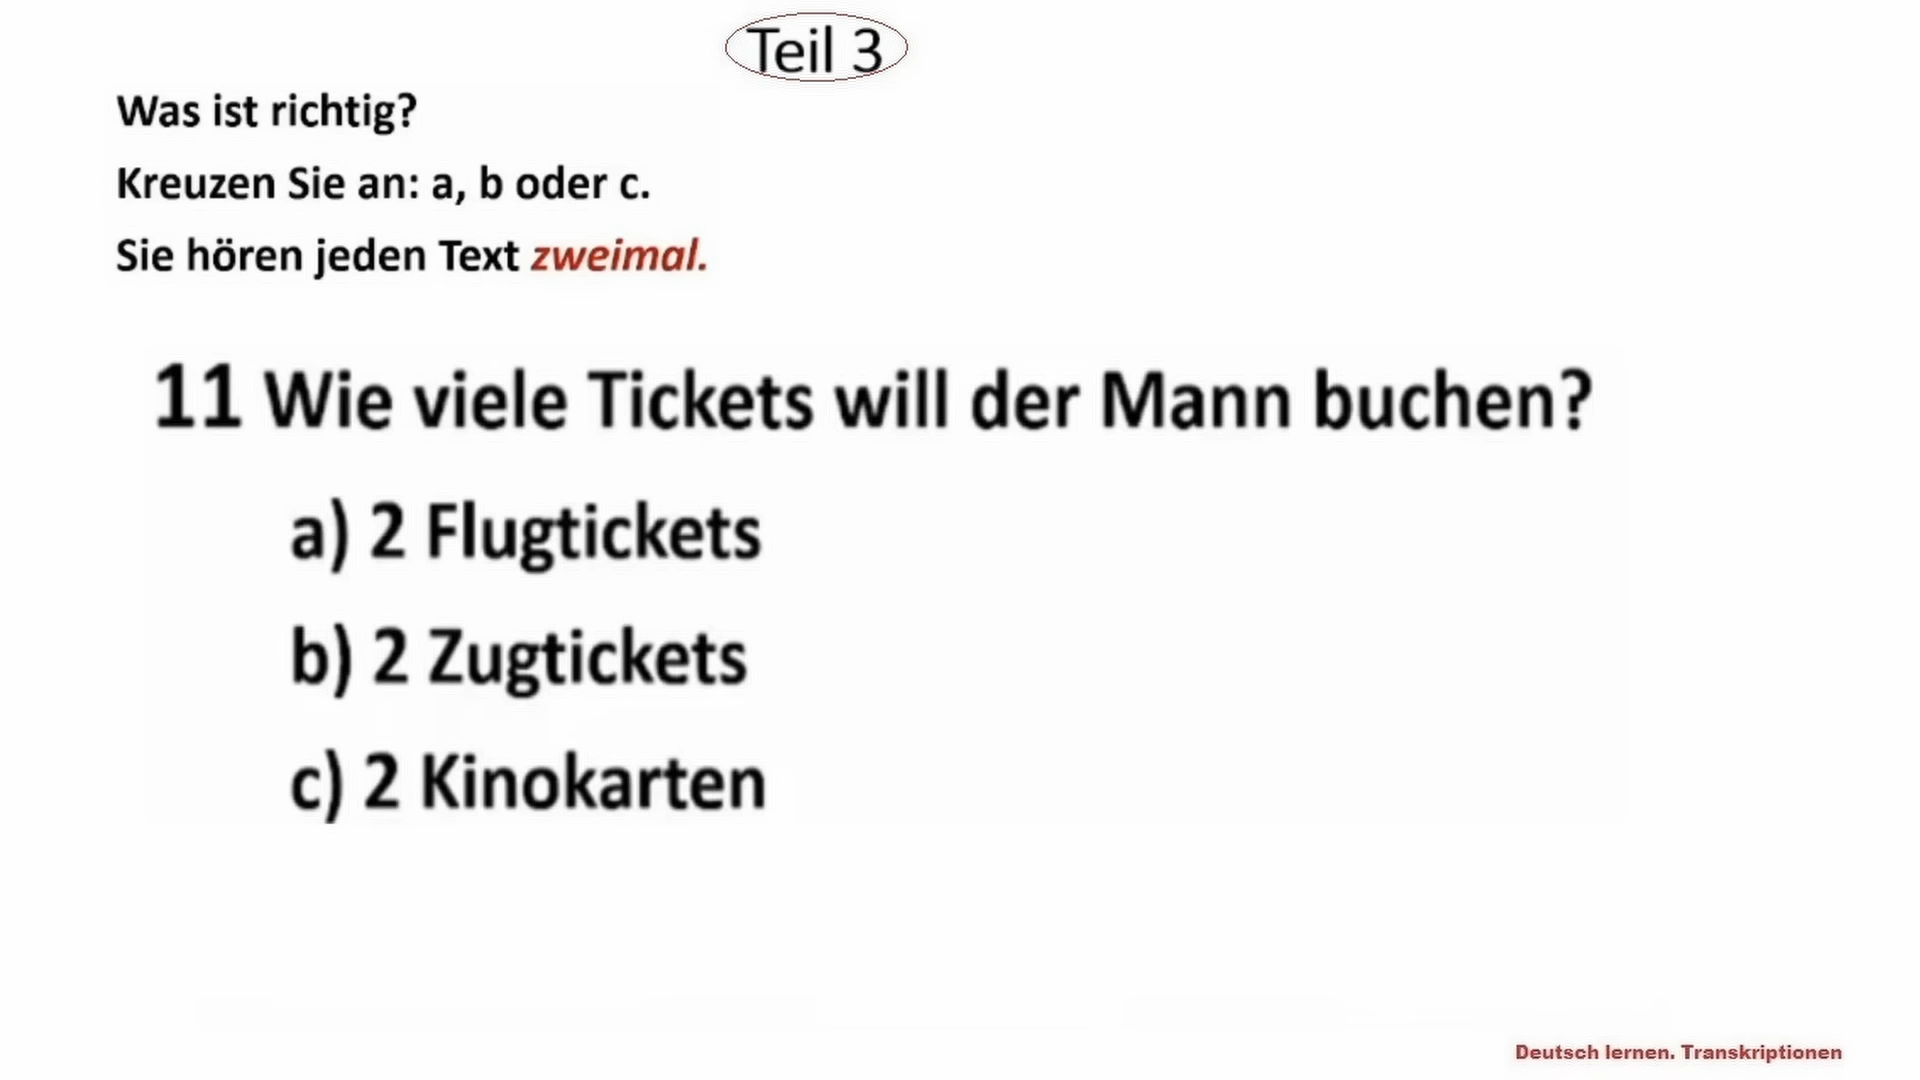 Teil 3
Was ist richtig?
Kreuzen Sie an: a, b oder c.
Sie hören jeden Text zweimal.
11 Wie viele Tickets will der Mann buchen?
a) 2 Flugtickets
b) 2 Zugtickets
c) 2 Kinokarten
Deutsch lernen. Transkriptionen